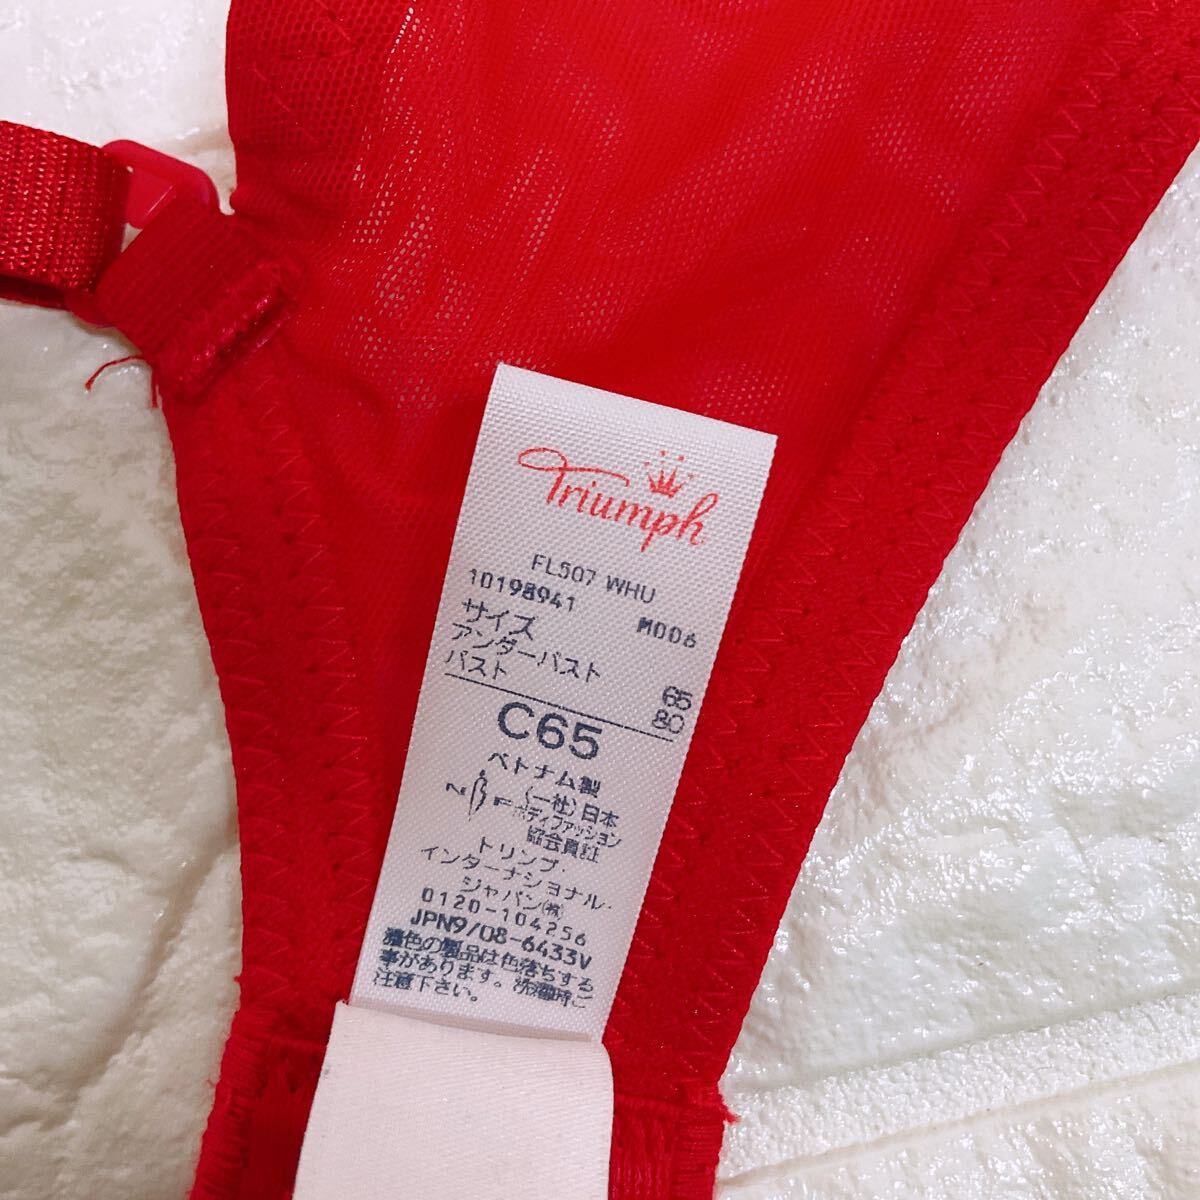 Triumph
FL507 WHU
10198941 M006
サイズ
アンダーバスト 65
バスト 80
C65
ベトナム製
NBF (一社)日本
ボディファッション
協会員証
トリンプ・
インターナショナル・
ジャパン(株)
0120-104256
JPN9/08-6433V
濃色の製品は色落ちする
事があります。洗濯時ご
注意下さい。